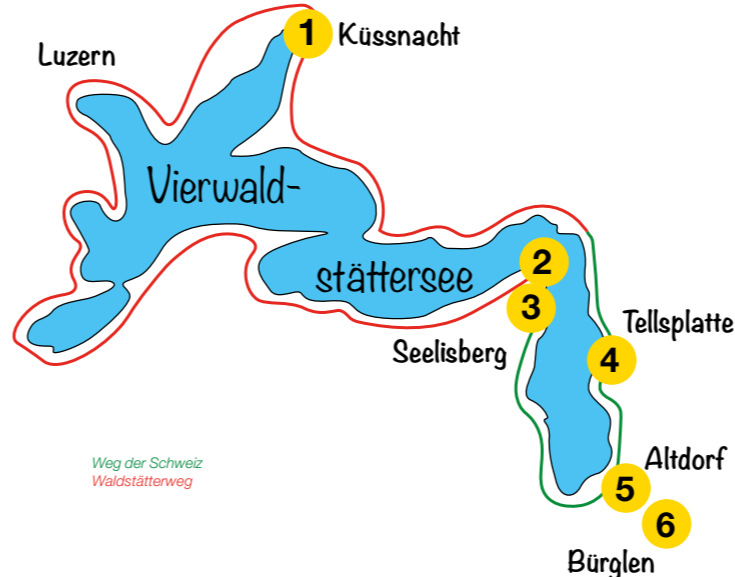 1 Küssnacht
Luzern
Vierwald-
stättersee
2
3
Seelisberg
Tellsplatte
4
Altdorf
5
6
Bürglen
Weg der Schweiz
Waldstätterweg